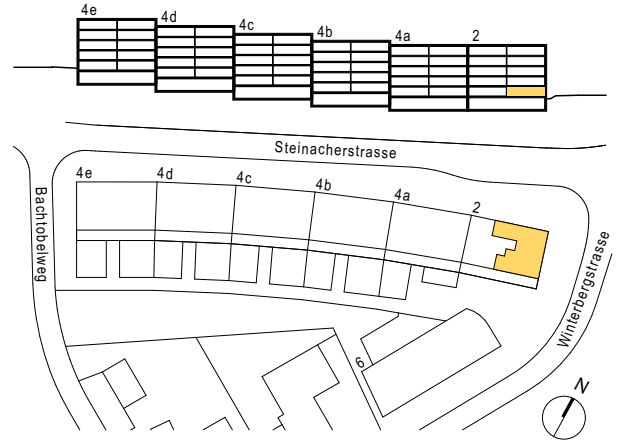 4e
4d
4c
4b
4a
2
Steinacherstrasse
4e
4d
4c
4b
4a
2
Bachtobelweg
Winterbergstrasse
6
N